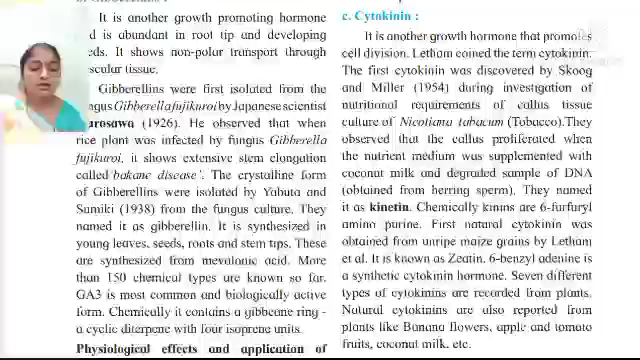 It is another growth promoting hormone
is abundant in root tip and developing
It shows non-polar transport through
tissue.
Gibberellins were first isolated from the
Gibberella fujikuroi by Japanese scientist
(1926). He observed that when
rice plant was infected by fungus Gibberella
fujikuroi, it shows extensive stem elongation
called 'bakane disease'. The crystalline form
of Gibberellins were isolated by Yabuta and
Sumiki (1938) from the fungus culture. They
named it as gibberellin. It is synthesized in
young leaves, seeds, roots and stem tips. These
are synthesized from mevalonic acid. More
than 150 chemical types are known so far.
GA3 is most common and biologically active
form. Chemically it contains a gibbeane ring -
a cyclic diterpene with four isoprene units.
Physiological effects and application of
c. Cytokinin :
It is another growth hormone that promotes
cell division. Letham coined the term cytokinin.
The first cytokinin was discovered by Skoog
and Miller (1954) during investigation of
nutritional requirements of callus tissue
culture of Nicotiana tabacum (Tobacco).They
observed that the callus proliferated when
the nutrient medium was supplemented with
coconut milk and degraded sample of DNA
(obtained from herring sperm). They named
it as kinetin. Chemically kinins are 6-furfuryl
amino purine. First natural cytokinin was
obtained from unripe maize grains by Letham
et al. It is known as Zeatin. 6-benzyl adenine is
a synthetic cytokinin hormone. Seven different
types of cytokinins are recorded from plants.
Natural cytokinins are also reported from
plants like Banana flowers, apple and tomato
fruits, coconut milk, etc.